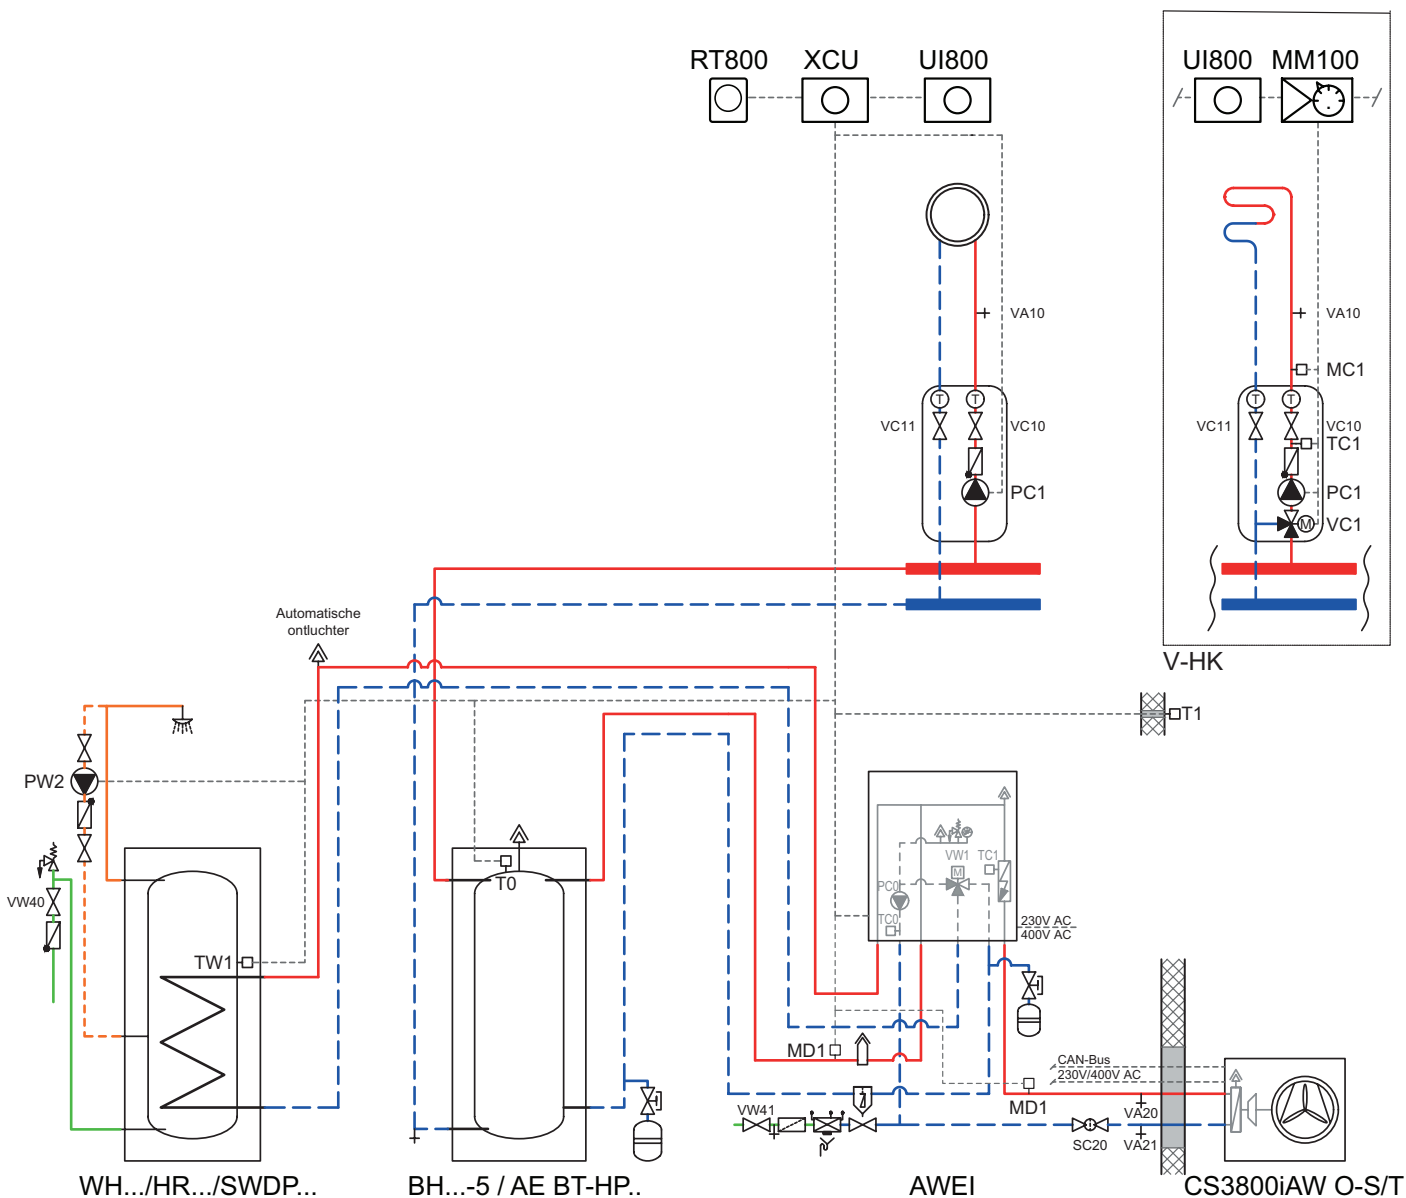 RT800 XCU UI800
UI800 MM100
VA10
VA10
MC1
VC11 VC10
VC11 VC10
TC1
PC1
PC1
VC1
Automatische
ontluchter
V-HK
T1
PW2
VW1 TC1
T0
PC0
VW40
TC0
230V AC
400V AC
TW1
M
M
T T
T T
MD1
CAN-Bus
230V/400V AC
MD1
VW41
VA20
SC20
VA21
WH.../HR.../SWDP...
BH...-5 / AE BT-HP..
AWEI
CS3800iAW O-S/T